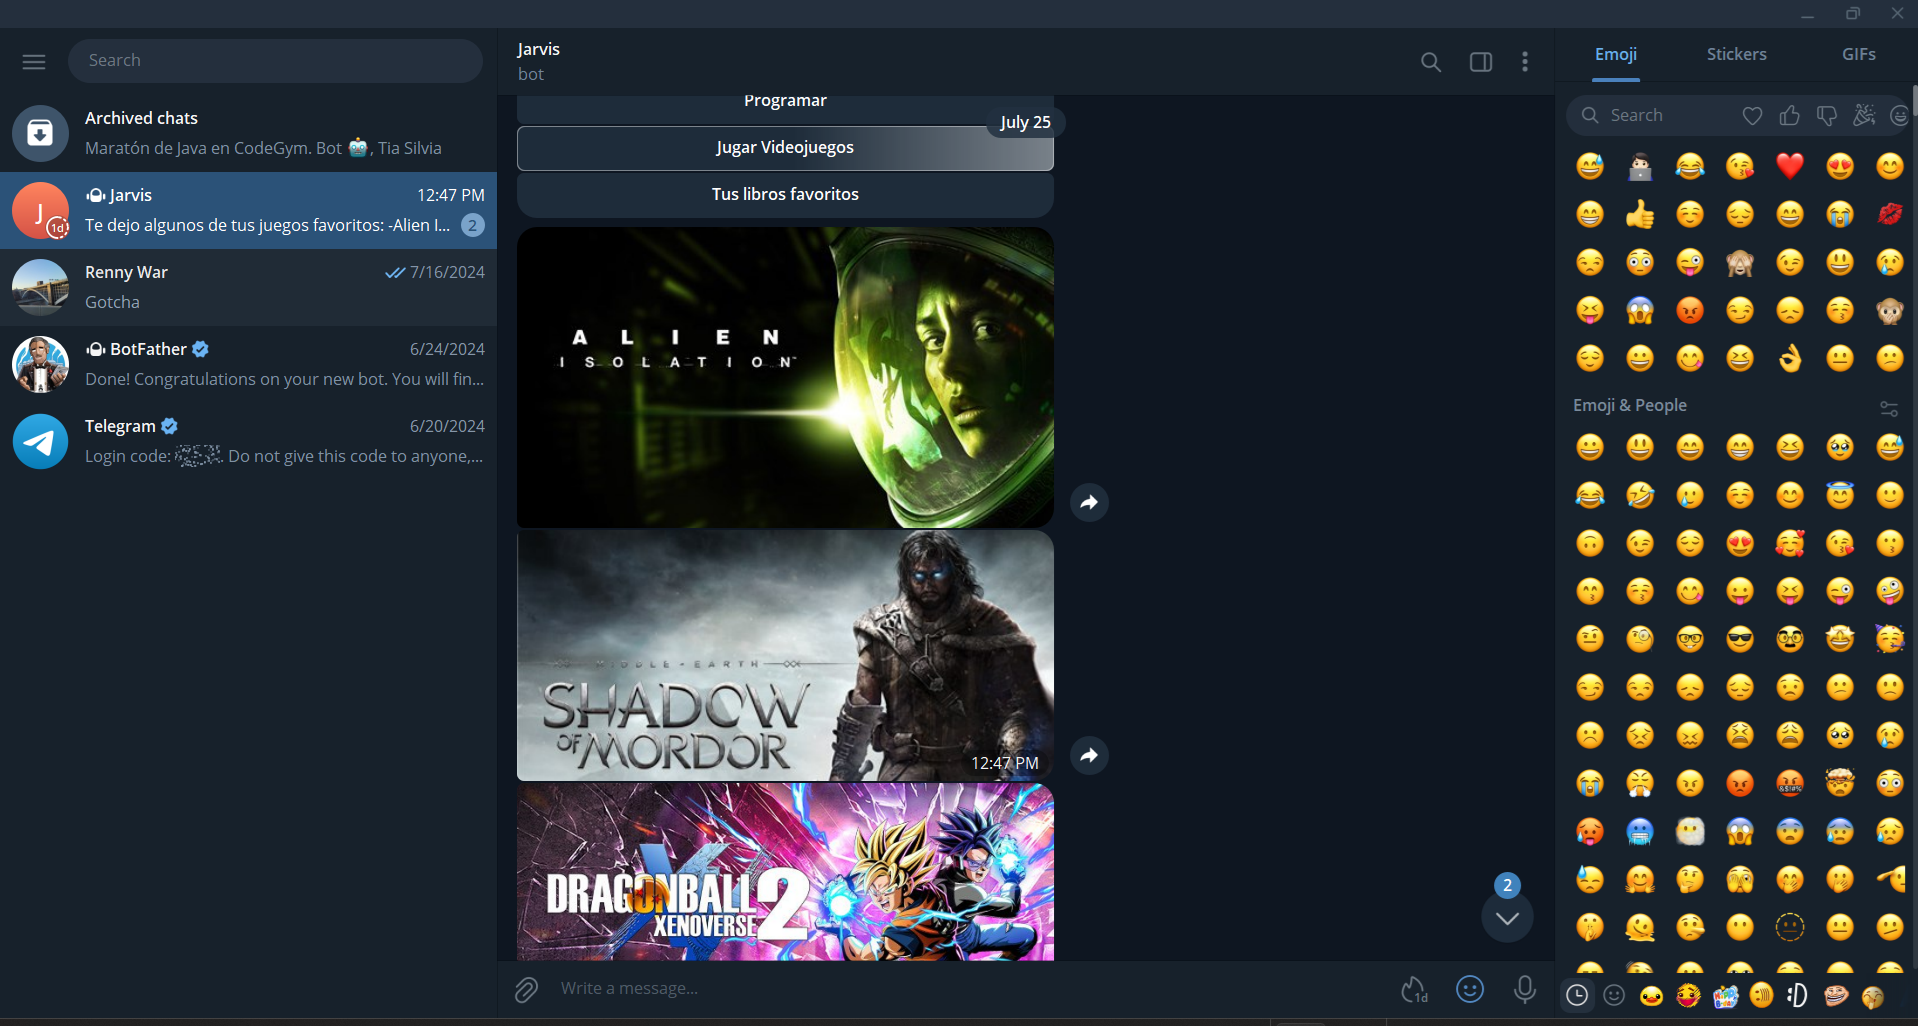 Search
Archived chats
Maratón de Java en CodeGym. Bot 🤖, Tia Silvia
J
1d
Jarvis
12:47 PM
Te dejo algunos de tus juegos favoritos: -Alien I...
2
Renny War
7/16/2024
Gotcha
BotFather
6/24/2024
Done! Congratulations on your new bot. You will fin...
Telegram
6/20/2024
Login code: . Do not give this code to anyone,...
Jarvis
bot
Programar
July 25
Jugar Videojuegos
Tus libros favoritos
ALIEN
ISOLATION™
MIDDLE-EARTH
SHADOW
OF MORDOR
12:47 PM
DRAGONBALL
XENOVERSE 2
2
Write a message...
1d
Emoji
Stickers
GIFs
Search
Emoji & People